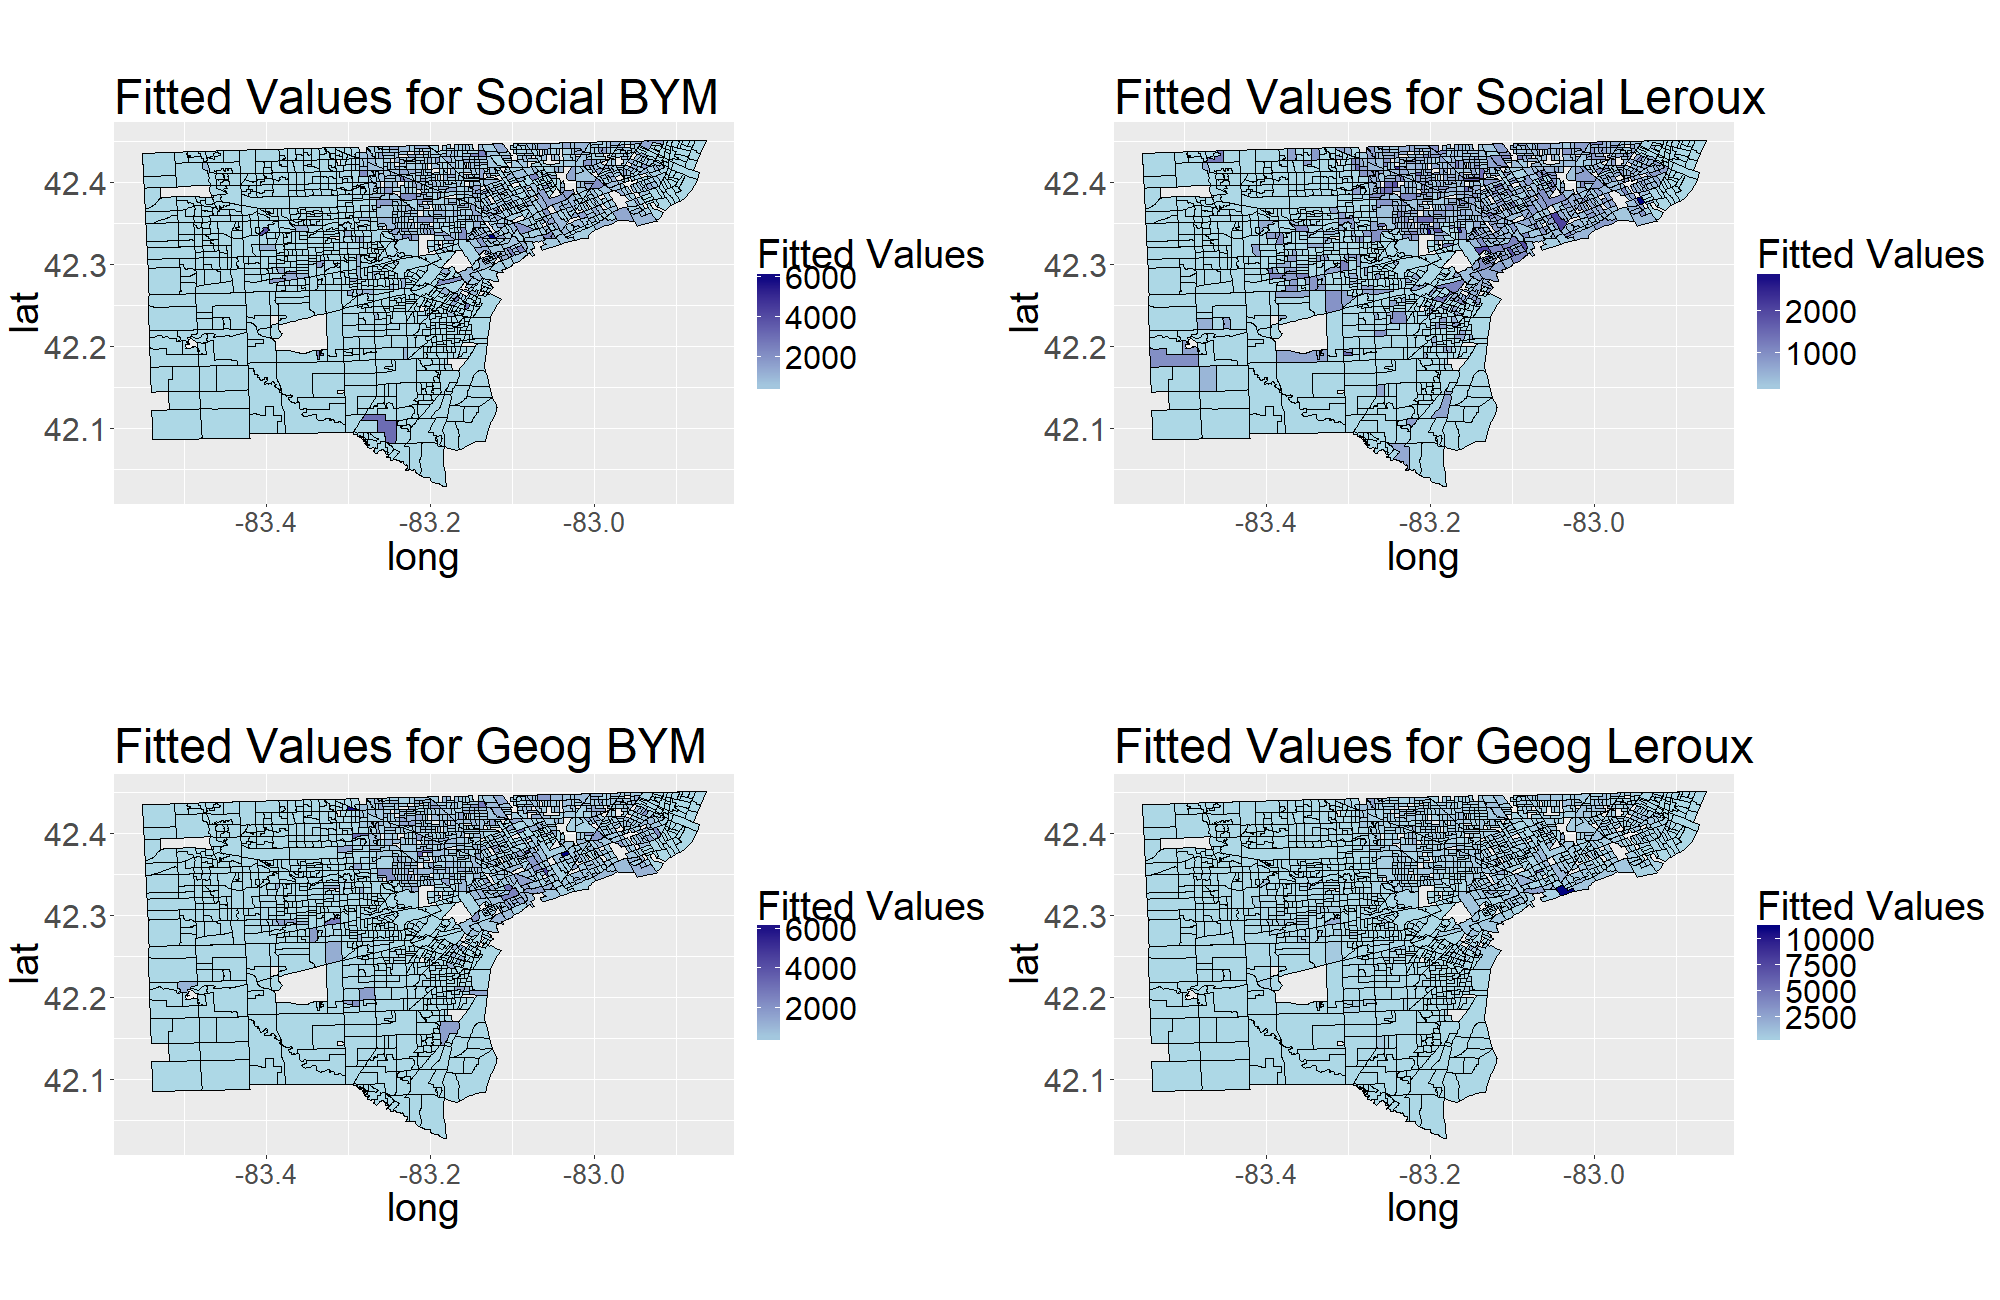 Fitted Values for Social BYM
lat
42.4
42.3
42.2
42.1
-83.4 -83.2 -83.0
long
Fitted Values
6000
4000
2000
Fitted Values for Social Leroux
lat
42.4
42.3
42.2
42.1
-83.4 -83.2 -83.0
long
Fitted Values
2000
1000
Fitted Values for Geog BYM
lat
42.4
42.3
42.2
42.1
-83.4 -83.2 -83.0
long
Fitted Values
6000
4000
2000
Fitted Values for Geog Leroux
lat
42.4
42.3
42.2
42.1
-83.4 -83.2 -83.0
long
Fitted Values
10000
7500
5000
2500